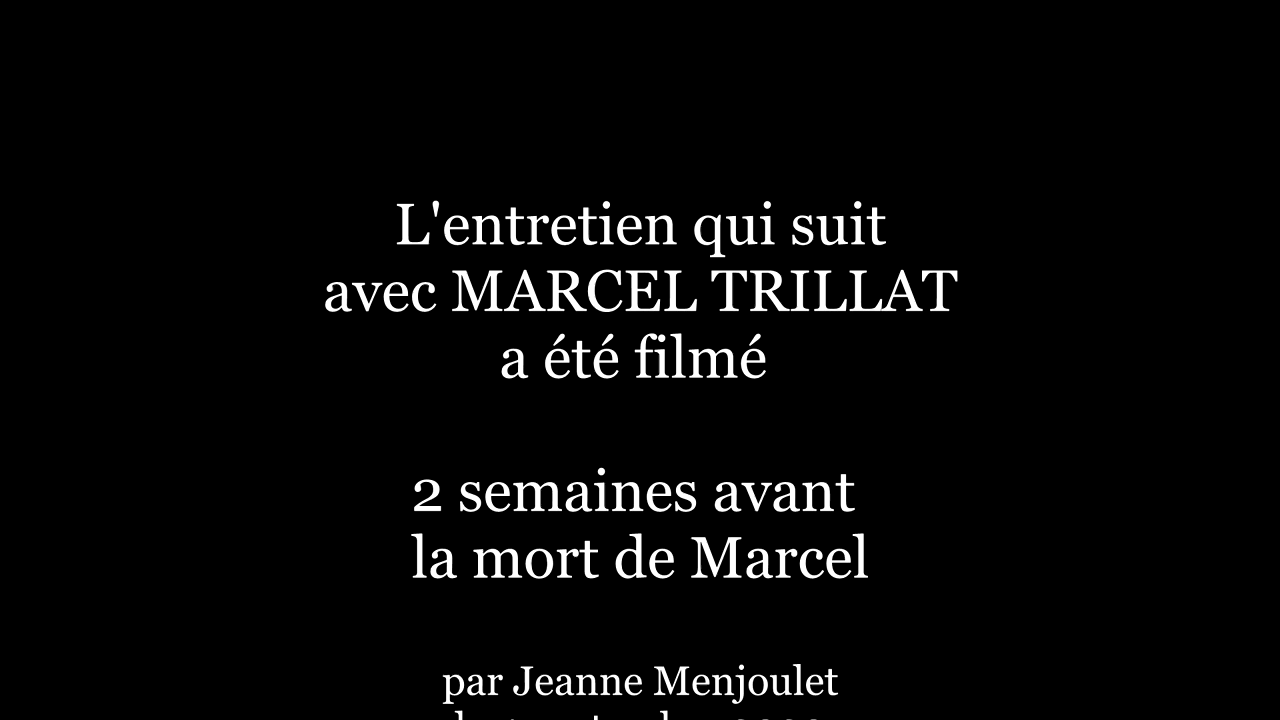 L'entretien qui suit
avec MARCEL TRILLAT
a été filmé
2 semaines avant
la mort de Marcel
par Jeanne Menjoulet